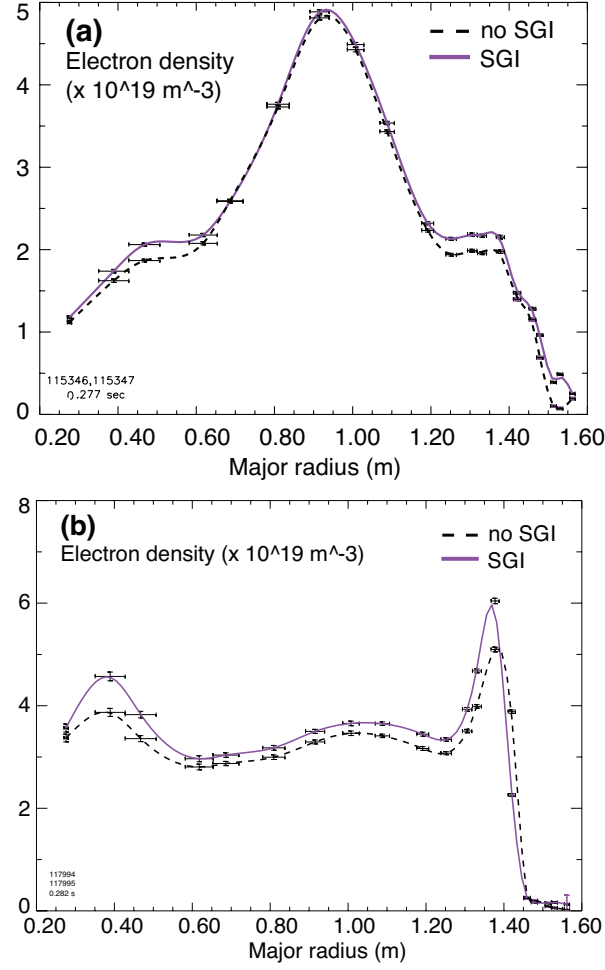 (a)
Electron density
(x 10^19 m^-3)
no SGI
SGI
5
4
3
2
1
0
115346,115347
0.277 sec
0.20 0.40 0.60 0.80 1.00 1.20 1.40 1.60
Major radius (m)
(b)
Electron density (x 10^19 m^-3)
no SGI
SGI
8
6
4
2
0
117994
117995
0.282 s
0.20 0.40 0.60 0.80 1.00 1.20 1.40 1.60
Major radius (m)